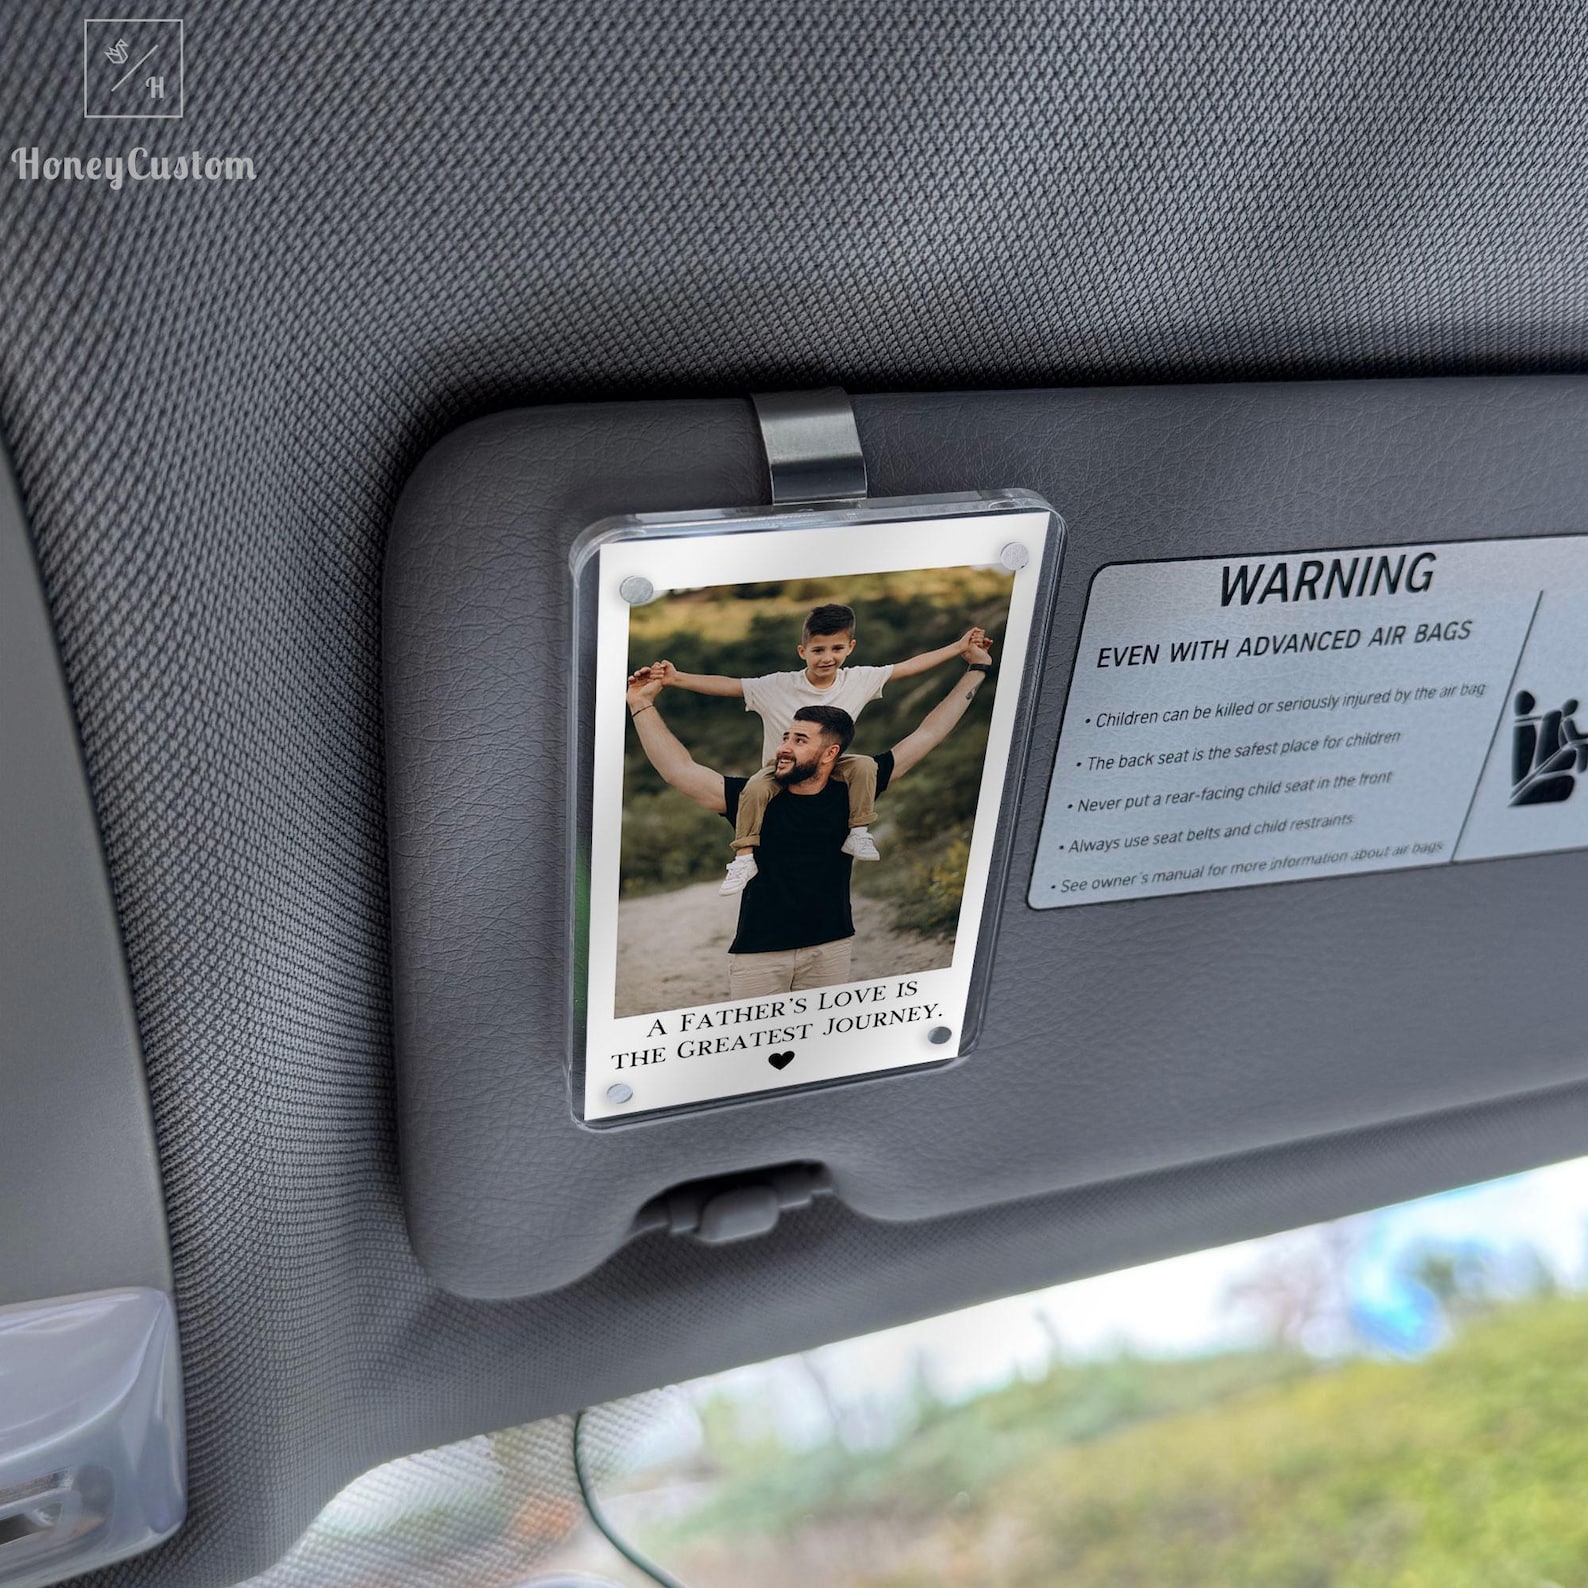 H
HoneyCustom
A FATHER'S LOVE IS
THE GREATEST JOURNEY.
WARNING
EVEN WITH ADVANCED AIR BAGS
• Children can be killed or seriously injured by the air bag
• The back seat is the safest place for children
• Never put a rear-facing child seat in the front
• Always use seat belts and child restraints
• See owner's manual for more information about air bags